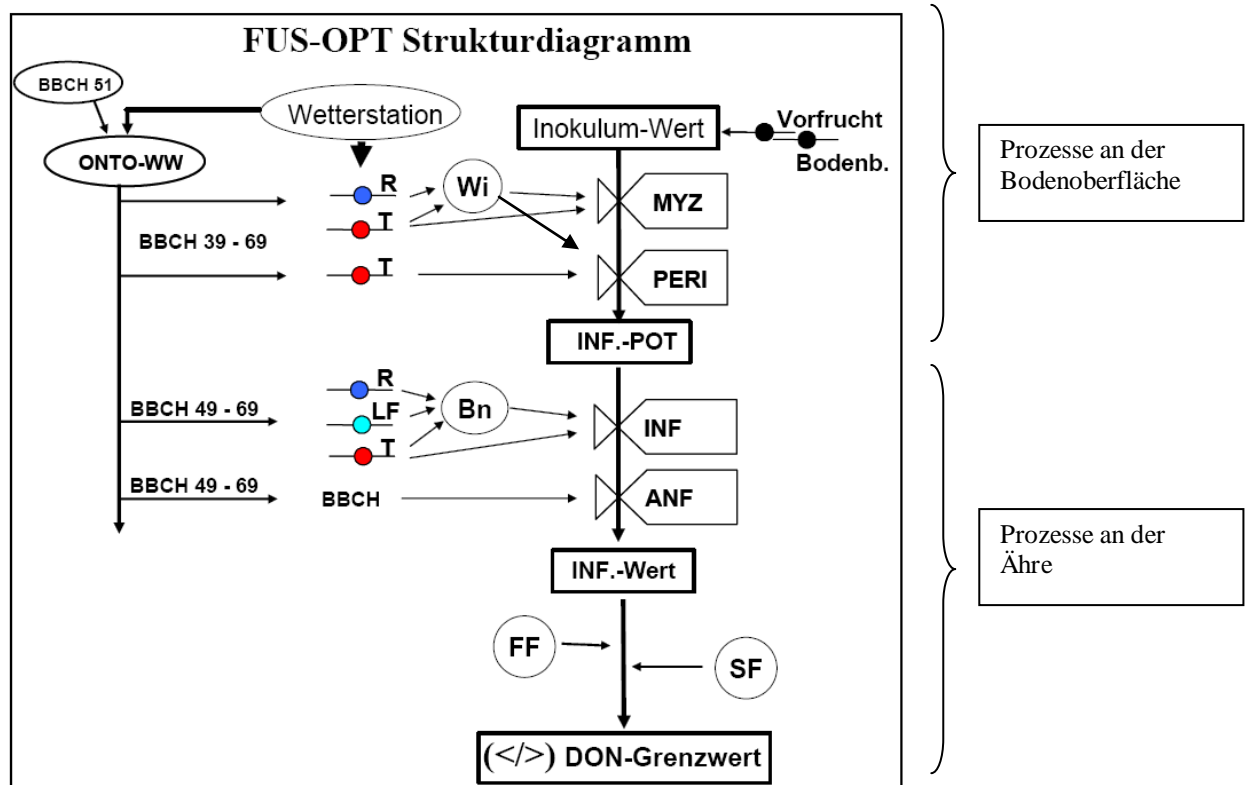 FUS-OPT Strukturdiagramm
BBCH 51
Wetterstation
Inokulum-Wert
Vorfrucht
Bodenb.
ONTO-WW
R
Wi
MYZ
T
BBCH 39 - 69
T
PERI
INF.-POT
R
BBCH 49 - 69
LF
Bn
INF
T
BBCH 49 - 69
BBCH
ANF
INF.-Wert
FF
SF
(</>) DON-Grenzwert
Prozesse an der
Bodenoberfläche
Prozesse an der
Ähre